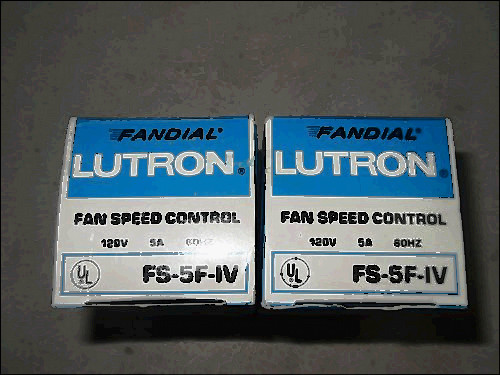 FANDIAL®
LUTRON®
FAN SPEED CONTROL
120V 5A 60HZ
UL FS-5F-IV
FANDIAL®
LUTRON®
FAN SPEED CONTROL
120V 5A 60HZ
UL FS-5F-IV